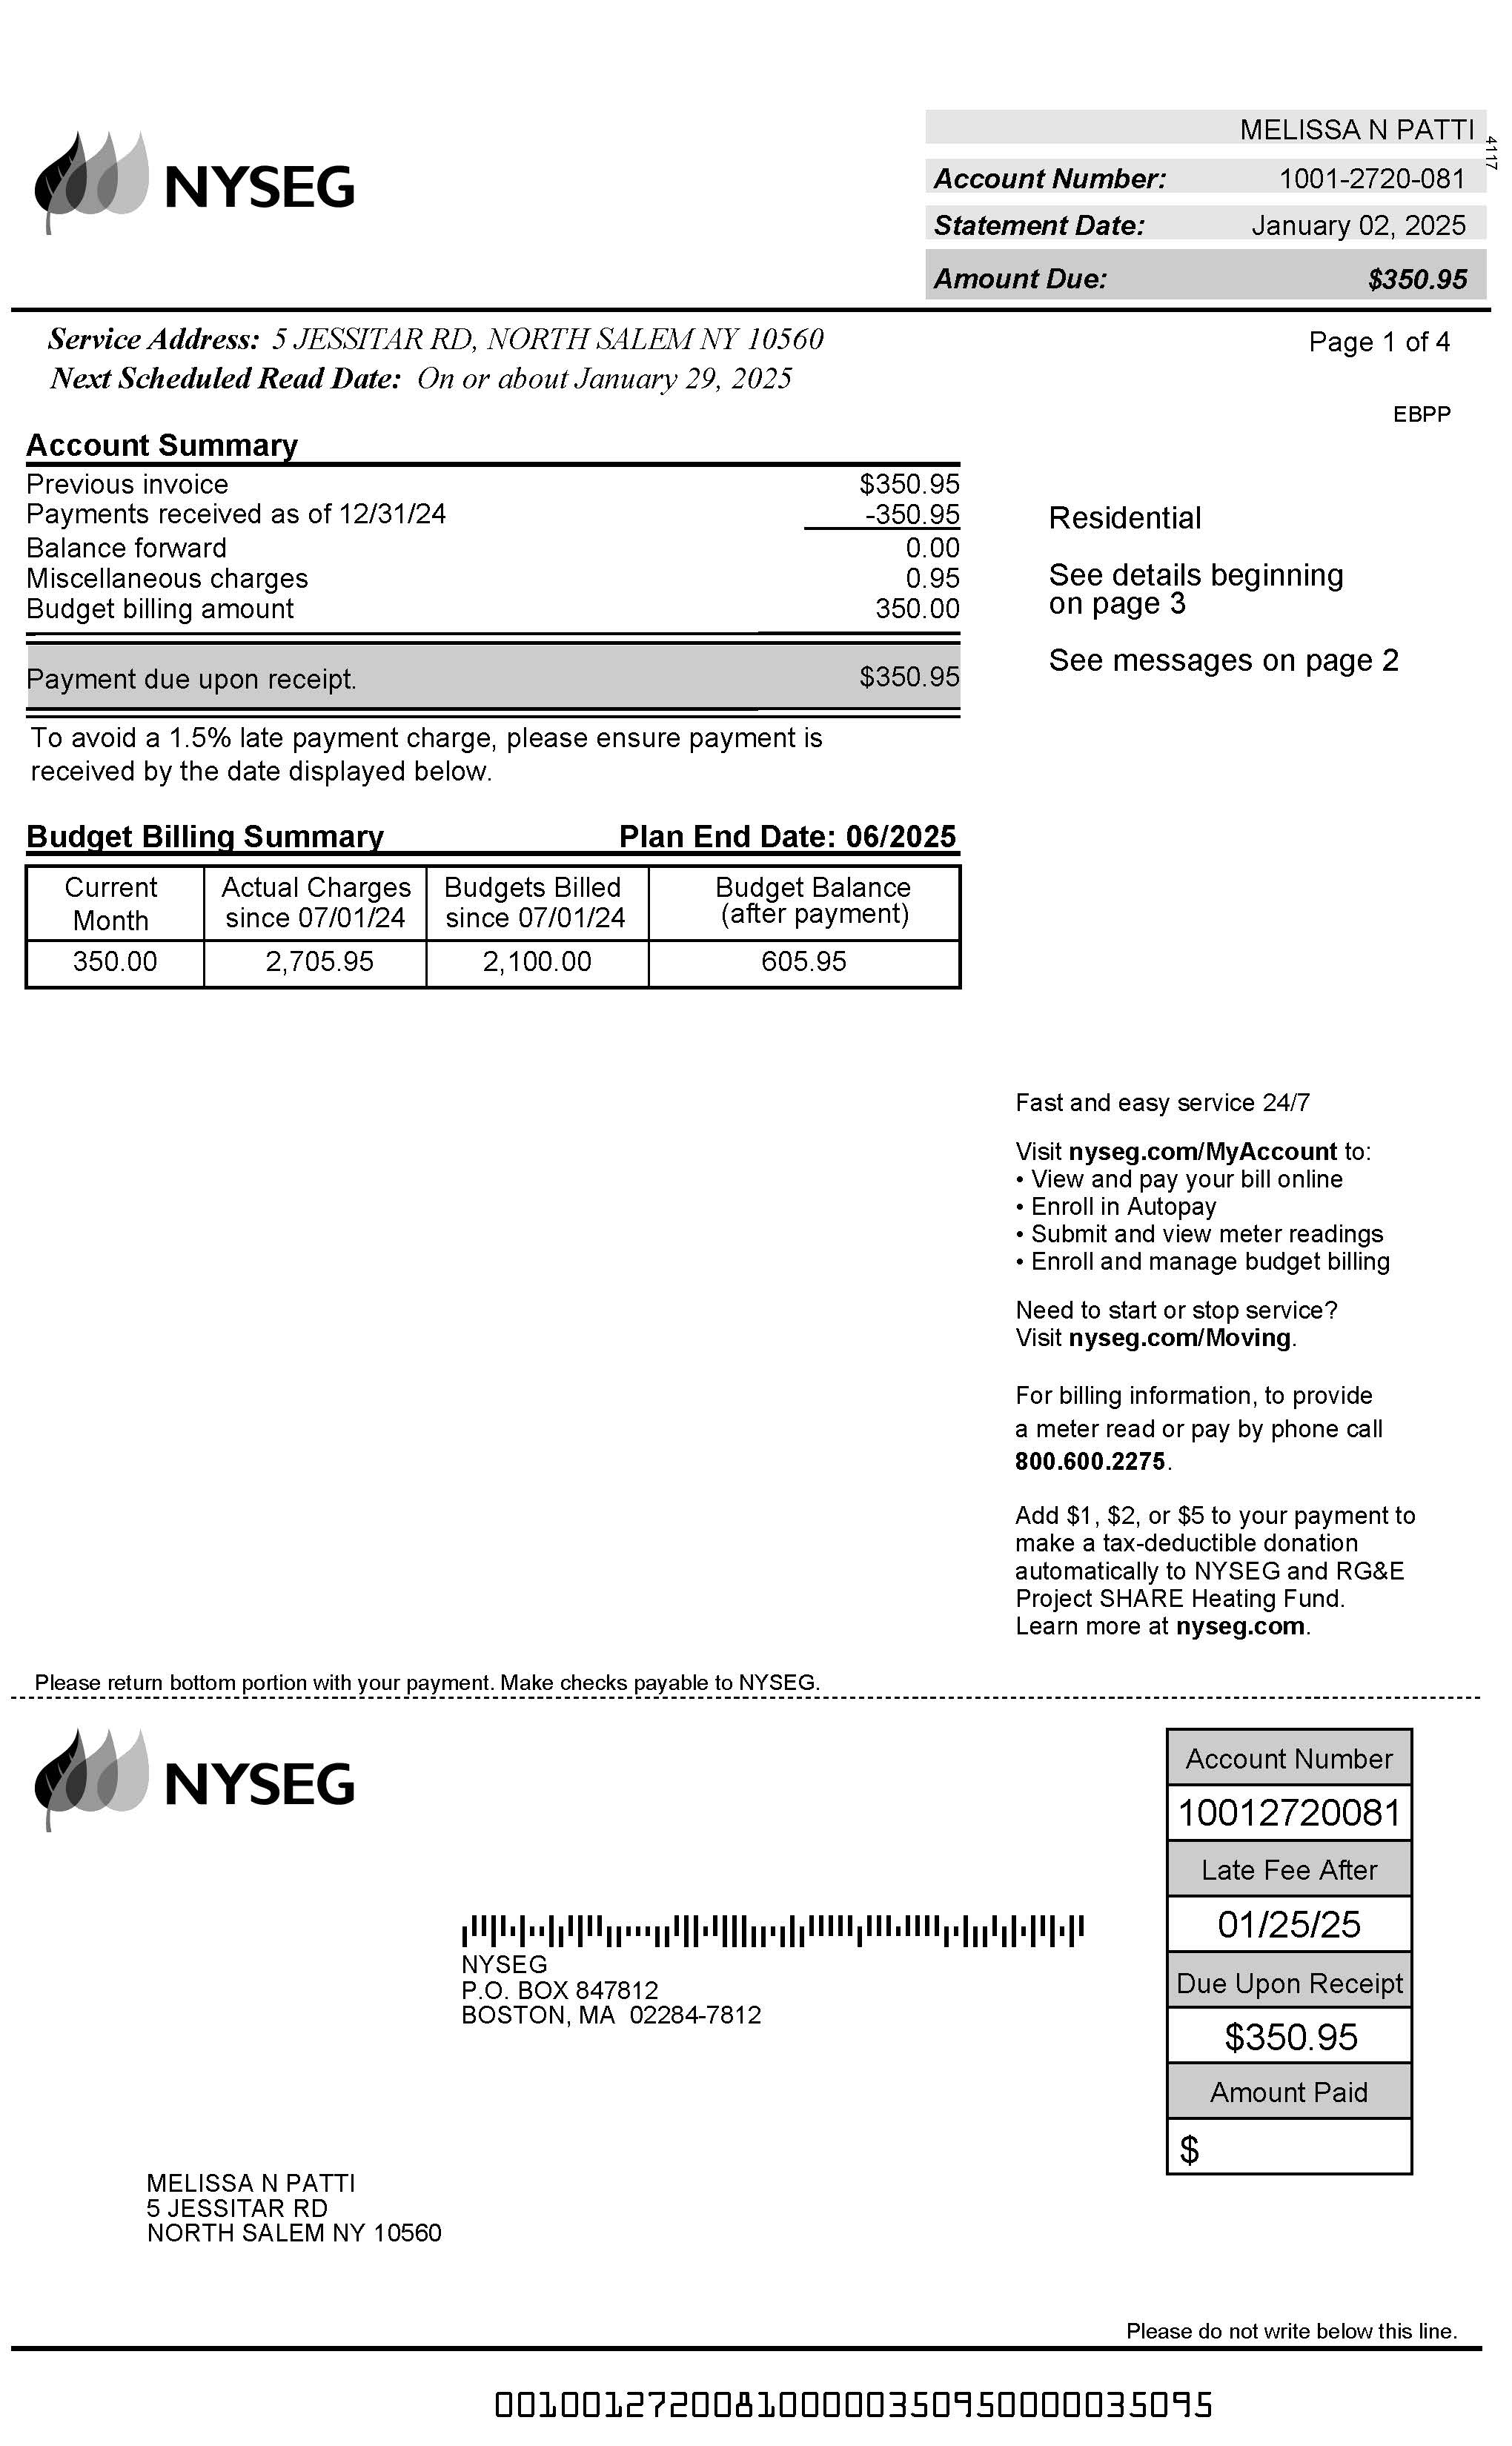 NYSEG
MELISSA N PATTI
4117
Account Number: 1001-2720-081
Statement Date: January 02, 2025
Amount Due: $350.95
Service Address: 5 JESSITAR RD, NORTH SALEM NY 10560
Next Scheduled Read Date: On or about January 29, 2025
Page 1 of 4
EBPP
Account Summary
Previous invoice $350.95
Payments received as of 12/31/24 -350.95
Balance forward 0.00
Miscellaneous charges 0.95
Budget billing amount 350.00
Payment due upon receipt. $350.95
To avoid a 1.5% late payment charge, please ensure payment is
received by the date displayed below.
Residential
See details beginning
on page 3
See messages on page 2
Budget Billing Summary Plan End Date: 06/2025
Current Month Actual Charges since 07/01/24 Budgets Billed since 07/01/24 Budget Balance (after payment)
350.00 2,705.95 2,100.00 605.95
Fast and easy service 24/7
Visit nyseg.com/MyAccount to:
• View and pay your bill online
• Enroll in Autopay
• Submit and view meter readings
• Enroll and manage budget billing
Need to start or stop service?
Visit nyseg.com/Moving.
For billing information, to provide
a meter read or pay by phone call
800.600.2275.
Add $1, $2, or $5 to your payment to
make a tax-deductible donation
automatically to NYSEG and RG&E
Project SHARE Heating Fund.
Learn more at nyseg.com.
Please return bottom portion with your payment. Make checks payable to NYSEG.
NYSEG
Account Number
10012720081
Late Fee After
01/25/25
Due Upon Receipt
$350.95
Amount Paid
$
NYSEG
P.O. BOX 847812
BOSTON, MA 02284-7812
MELISSA N PATTI
5 JESSITAR RD
NORTH SALEM NY 10560
Please do not write below this line.
001001272008100000350950000035095